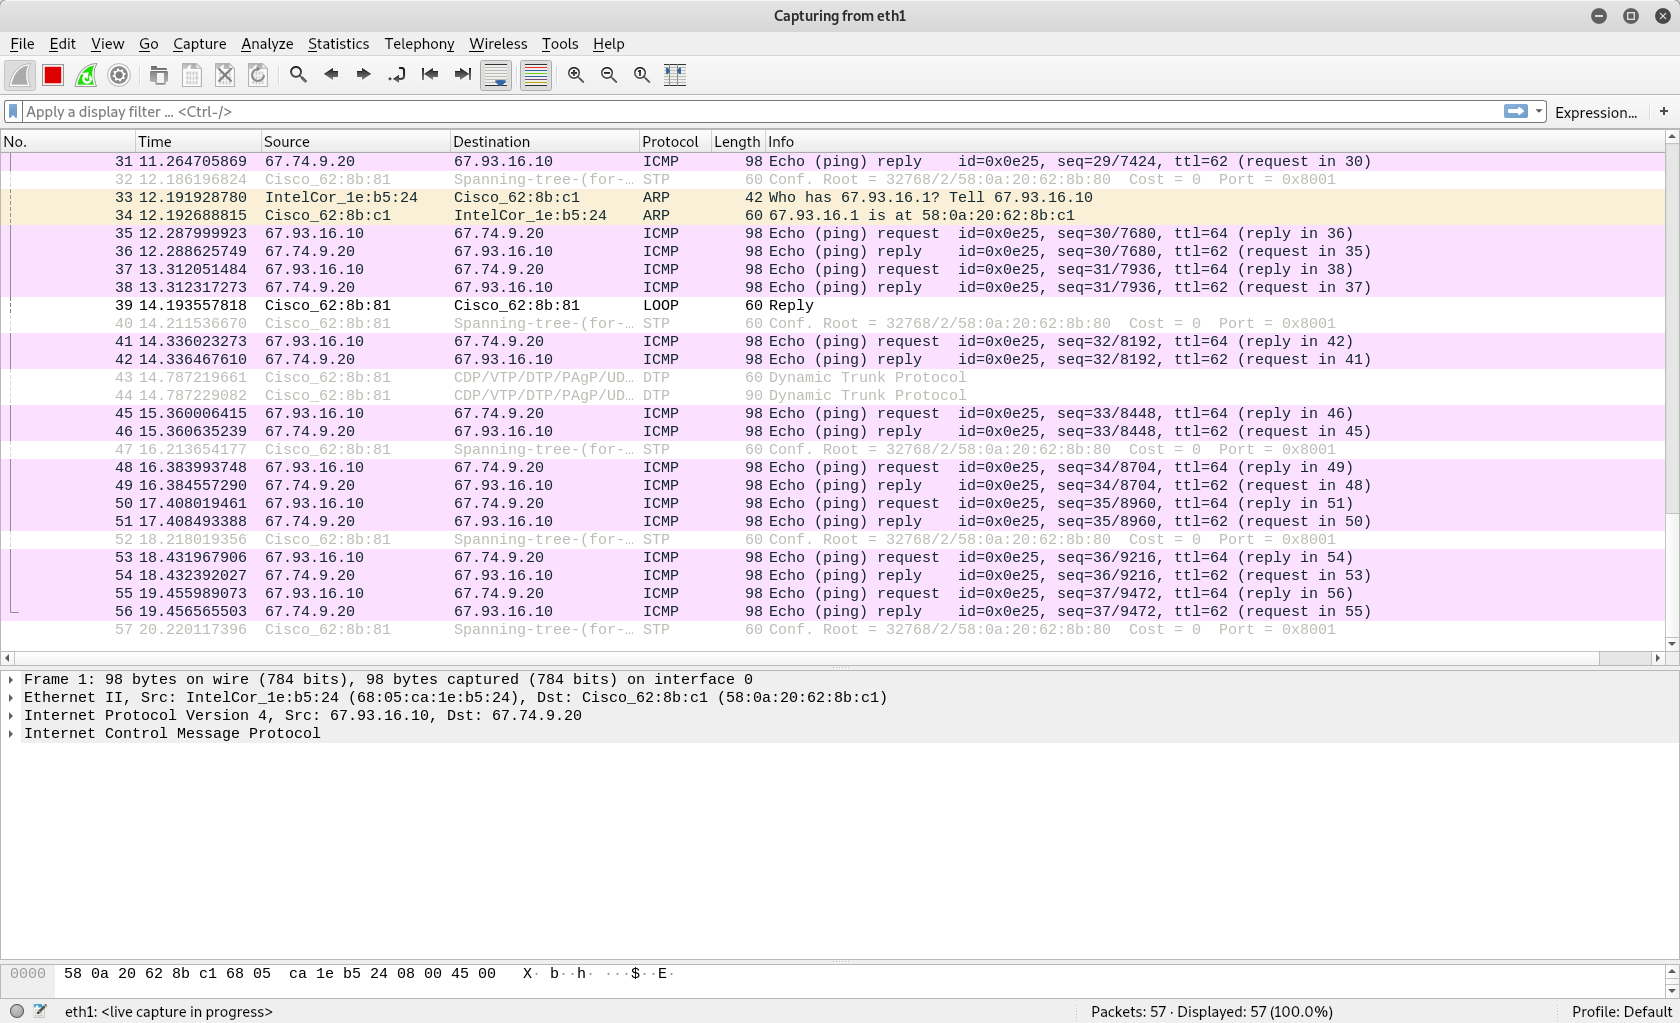 Capturing from eth1
File Edit View Go Capture Analyze Statistics Telephony Wireless Tools Help
Apply a display filter ... <Ctrl-/> Expression... +
No. Time Source Destination Protocol Length Info
31 11.264705869 67.74.9.20 67.93.16.10 ICMP 98 Echo (ping) reply id=0x0e25, seq=29/7424, ttl=62 (request in 30)
32 12.186196824 Cisco_62:8b:81 Spanning-tree-(for-… STP 60 Conf. Root = 32768/2/58:0a:20:62:8b:80 Cost = 0 Port = 0x8001
33 12.191928780 IntelCor_1e:b5:24 Cisco_62:8b:c1 ARP 42 Who has 67.93.16.1? Tell 67.93.16.10
34 12.192688815 Cisco_62:8b:c1 IntelCor_1e:b5:24 ARP 60 67.93.16.1 is at 58:0a:20:62:8b:c1
35 12.287999923 67.93.16.10 67.74.9.20 ICMP 98 Echo (ping) request id=0x0e25, seq=30/7680, ttl=64 (reply in 36)
36 12.288625749 67.74.9.20 67.93.16.10 ICMP 98 Echo (ping) reply id=0x0e25, seq=30/7680, ttl=62 (request in 35)
37 13.312051484 67.93.16.10 67.74.9.20 ICMP 98 Echo (ping) request id=0x0e25, seq=31/7936, ttl=64 (reply in 38)
38 13.312317273 67.74.9.20 67.93.16.10 ICMP 98 Echo (ping) reply id=0x0e25, seq=31/7936, ttl=62 (request in 37)
39 14.193557818 Cisco_62:8b:81 Cisco_62:8b:81 LOOP 60 Reply
40 14.211536670 Cisco_62:8b:81 Spanning-tree-(for-… STP 60 Conf. Root = 32768/2/58:0a:20:62:8b:80 Cost = 0 Port = 0x8001
41 14.336023273 67.93.16.10 67.74.9.20 ICMP 98 Echo (ping) request id=0x0e25, seq=32/8192, ttl=64 (reply in 42)
42 14.336467610 67.74.9.20 67.93.16.10 ICMP 98 Echo (ping) reply id=0x0e25, seq=32/8192, ttl=62 (request in 41)
43 14.787219661 Cisco_62:8b:81 CDP/VTP/DTP/PAgP/UD… DTP 60 Dynamic Trunk Protocol
44 14.787229082 Cisco_62:8b:81 CDP/VTP/DTP/PAgP/UD… DTP 90 Dynamic Trunk Protocol
45 15.360006415 67.93.16.10 67.74.9.20 ICMP 98 Echo (ping) request id=0x0e25, seq=33/8448, ttl=64 (reply in 46)
46 15.360635239 67.74.9.20 67.93.16.10 ICMP 98 Echo (ping) reply id=0x0e25, seq=33/8448, ttl=62 (request in 45)
47 16.213654177 Cisco_62:8b:81 Spanning-tree-(for-… STP 60 Conf. Root = 32768/2/58:0a:20:62:8b:80 Cost = 0 Port = 0x8001
48 16.383993748 67.93.16.10 67.74.9.20 ICMP 98 Echo (ping) request id=0x0e25, seq=34/8704, ttl=64 (reply in 49)
49 16.384557290 67.74.9.20 67.93.16.10 ICMP 98 Echo (ping) reply id=0x0e25, seq=34/8704, ttl=62 (request in 48)
50 17.408019461 67.93.16.10 67.74.9.20 ICMP 98 Echo (ping) request id=0x0e25, seq=35/8960, ttl=64 (reply in 51)
51 17.408493388 67.74.9.20 67.93.16.10 ICMP 98 Echo (ping) reply id=0x0e25, seq=35/8960, ttl=62 (request in 50)
52 18.218019356 Cisco_62:8b:81 Spanning-tree-(for-… STP 60 Conf. Root = 32768/2/58:0a:20:62:8b:80 Cost = 0 Port = 0x8001
53 18.431967906 67.93.16.10 67.74.9.20 ICMP 98 Echo (ping) request id=0x0e25, seq=36/9216, ttl=64 (reply in 54)
54 18.432392027 67.74.9.20 67.93.16.10 ICMP 98 Echo (ping) reply id=0x0e25, seq=36/9216, ttl=62 (request in 53)
55 19.455989073 67.93.16.10 67.74.9.20 ICMP 98 Echo (ping) request id=0x0e25, seq=37/9472, ttl=64 (reply in 56)
56 19.456565503 67.74.9.20 67.93.16.10 ICMP 98 Echo (ping) reply id=0x0e25, seq=37/9472, ttl=62 (request in 55)
57 20.220117396 Cisco_62:8b:81 Spanning-tree-(for-… STP 60 Conf. Root = 32768/2/58:0a:20:62:8b:80 Cost = 0 Port = 0x8001
Frame 1: 98 bytes on wire (784 bits), 98 bytes captured (784 bits) on interface 0
Ethernet II, Src: IntelCor_1e:b5:24 (68:05:ca:1e:b5:24), Dst: Cisco_62:8b:c1 (58:0a:20:62:8b:c1)
Internet Protocol Version 4, Src: 67.93.16.10, Dst: 67.74.9.20
Internet Control Message Protocol
0000 58 0a 20 62 8b c1 68 05 ca 1e b5 24 08 00 45 00 X· b··h· ···$··E·
eth1: <live capture in progress> Packets: 57 · Displayed: 57 (100.0%) Profile: Default